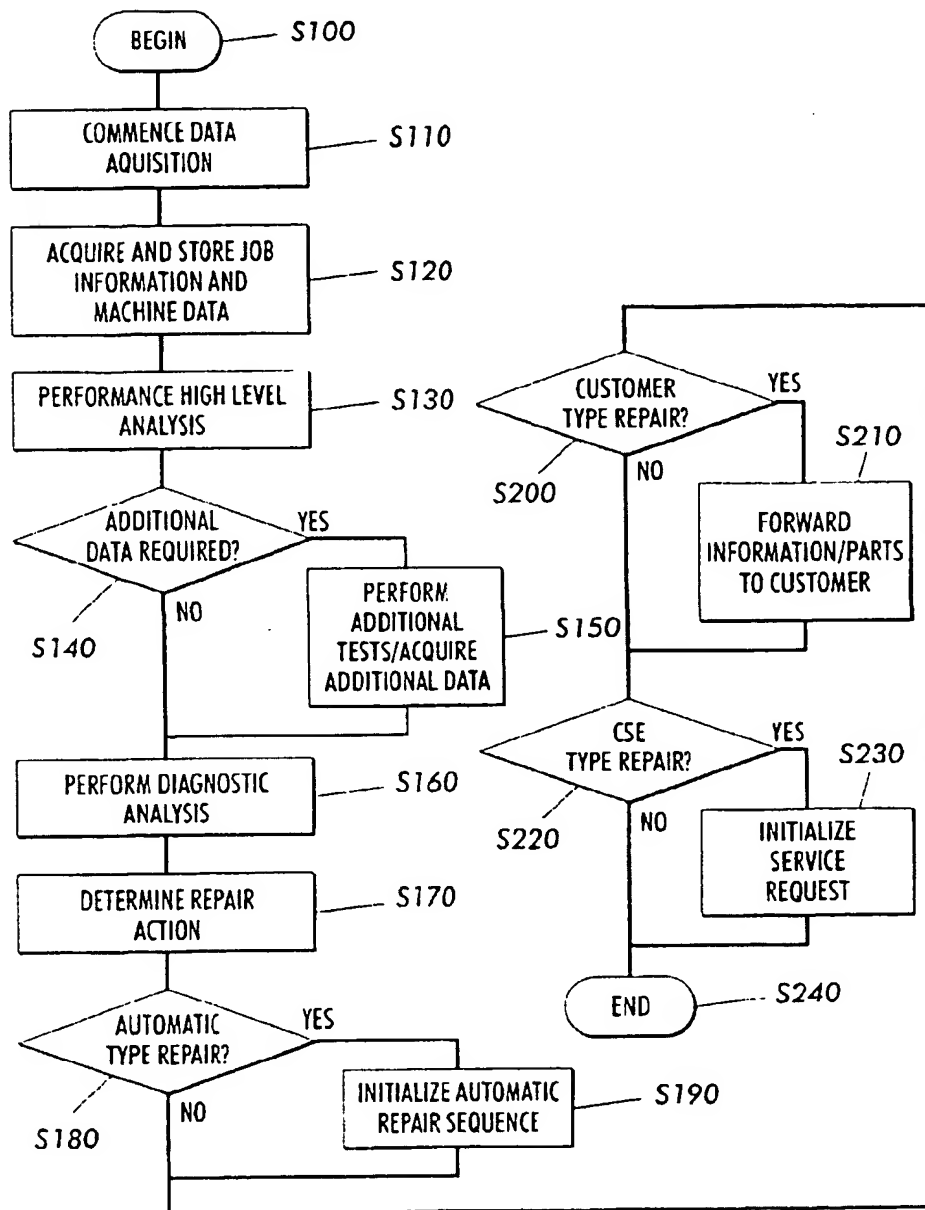 BEGIN
S100
COMMENCE DATA
AQUISITION
S110
ACQUIRE AND STORE JOB
INFORMATION AND
MACHINE DATA
S120
PERFORMANCE HIGH LEVEL
ANALYSIS
S130
ADDITIONAL
DATA REQUIRED?
YES
NO
S140
PERFORM
ADDITIONAL
TESTS/ACQUIRE
ADDITIONAL DATA
S150
PERFORM DIAGNOSTIC
ANALYSIS
S160
DETERMINE REPAIR
ACTION
S170
AUTOMATIC
TYPE REPAIR?
YES
NO
S180
INITIALIZE AUTOMATIC
REPAIR SEQUENCE
S190
CUSTOMER
TYPE REPAIR?
YES
NO
S200
S210
FORWARD
INFORMATION/PARTS
TO CUSTOMER
CSE
TYPE REPAIR?
YES
NO
S220
S230
INITIALIZE
SERVICE
REQUEST
END
S240